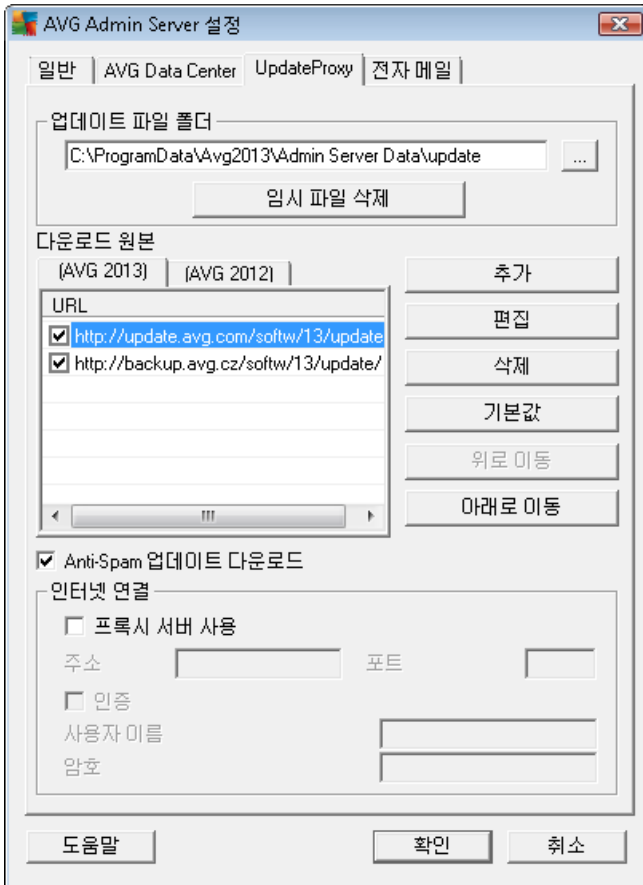 AVG Admin Server 설정
일반 AVG Data Center UpdateProxy 전자 메일
업데이트 파일 폴더
C:\ProgramData\Avg2013\Admin Server Data\update ...
임시 파일 삭제
다운로드 원본
(AVG 2013) (AVG 2012)
URL
http://update.avg.com/softw/13/update
http://backup.avg.cz/softw/13/update/
추가
편집
삭제
기본값
위로 이동
아래로 이동
Anti-Spam 업데이트 다운로드
인터넷 연결
프록시 서버 사용
주소 포트
인증
사용자 이름
암호
도움말 확인 취소